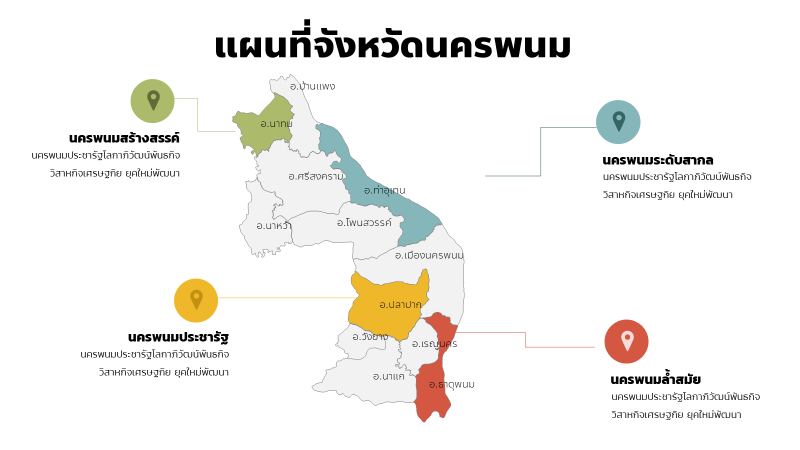 แผนที่จังหวัดนครพนม
นครพนมสร้างสรรค์
นครพนมประชารัฐโลกาภิวัฒน์พันธกิจ
วิสาหกิจเศรษฐกิจ ยุคใหม่พัฒนา
นครพนมระดับสากล
นครพนมประชารัฐโลกาภิวัฒน์พันธกิจ
วิสาหกิจเศรษฐกิจ ยุคใหม่พัฒนา
นครพนมประชารัฐ
นครพนมประชารัฐโลกาภิวัฒน์พันธกิจ
วิสาหกิจเศรษฐกิจ ยุคใหม่พัฒนา
นครพนมล้ำสมัย
นครพนมประชารัฐโลกาภิวัฒน์พันธกิจ
วิสาหกิจเศรษฐกิจ ยุคใหม่พัฒนา
อ.บ้านแพง
อ.นาทม
อ.ศรีสงคราม
อ.ท่าอุเทน
อ.นาหว้า
อ.โพนสวรรค์
อ.เมืองนครพนม
อ.ปลาปาก
อ.วังยาง
อ.เรณูนคร
อ.นาแก
อ.ธาตุพนม